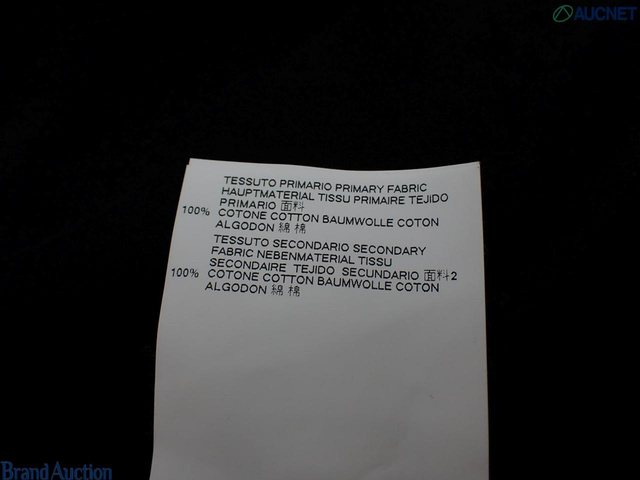 AUCNET
TESSUTO PRIMARIO PRIMARY FABRIC
HAUPTMATERIAL TISSU PRIMAIRE TEJIDO
PRIMARIO 面料
100% COTONE COTTON BAUMWOLLE COTON
ALGODON 綿 棉
TESSUTO SECONDARIO SECONDARY
FABRIC NEBENMATERIAL TISSU
SECONDAIRE TEJIDO SECUNDARIO 面料2
100% COTONE COTTON BAUMWOLLE COTON
ALGODON 綿 棉
Brand Auction